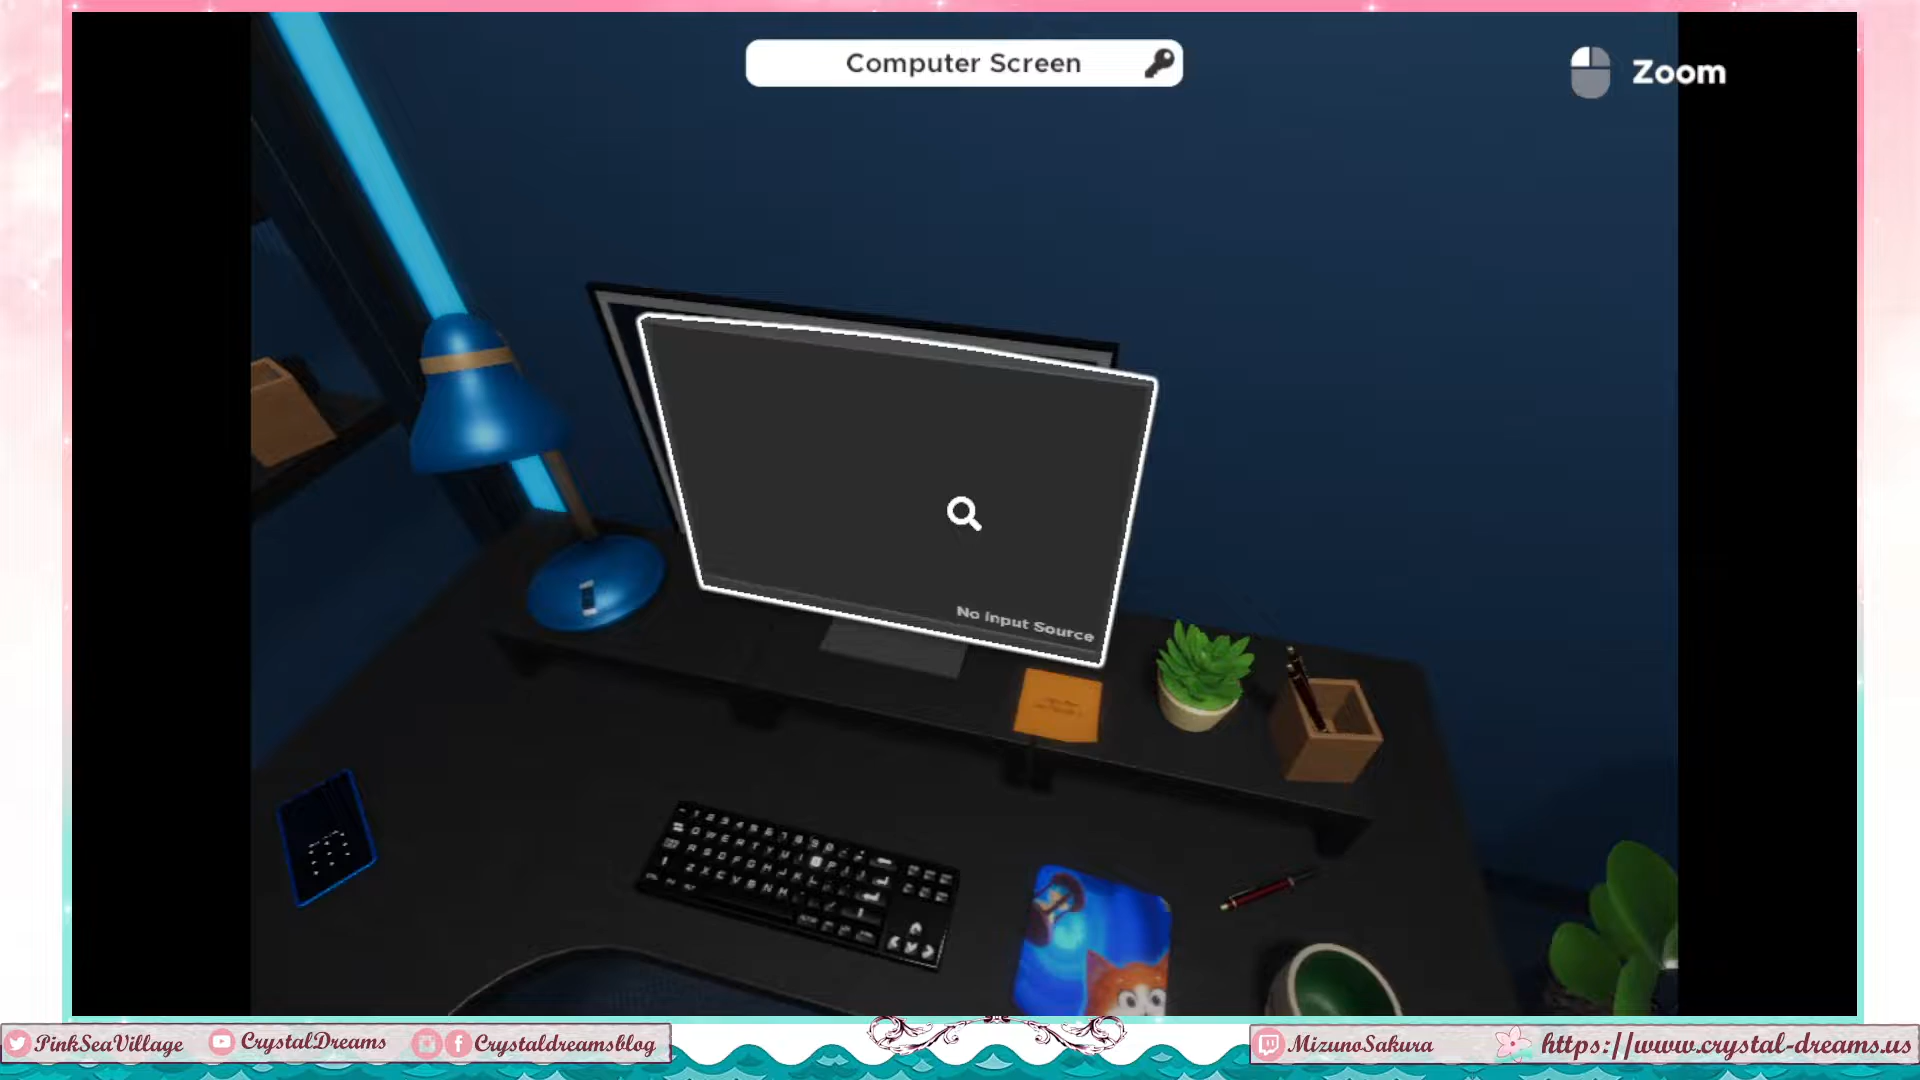 Computer Screen
Zoom
No Input Source
PinkSeaVillage
CrystalDreams
Crystaldreamsblog
MizunoSakura
https://www.crystal-dreams.us